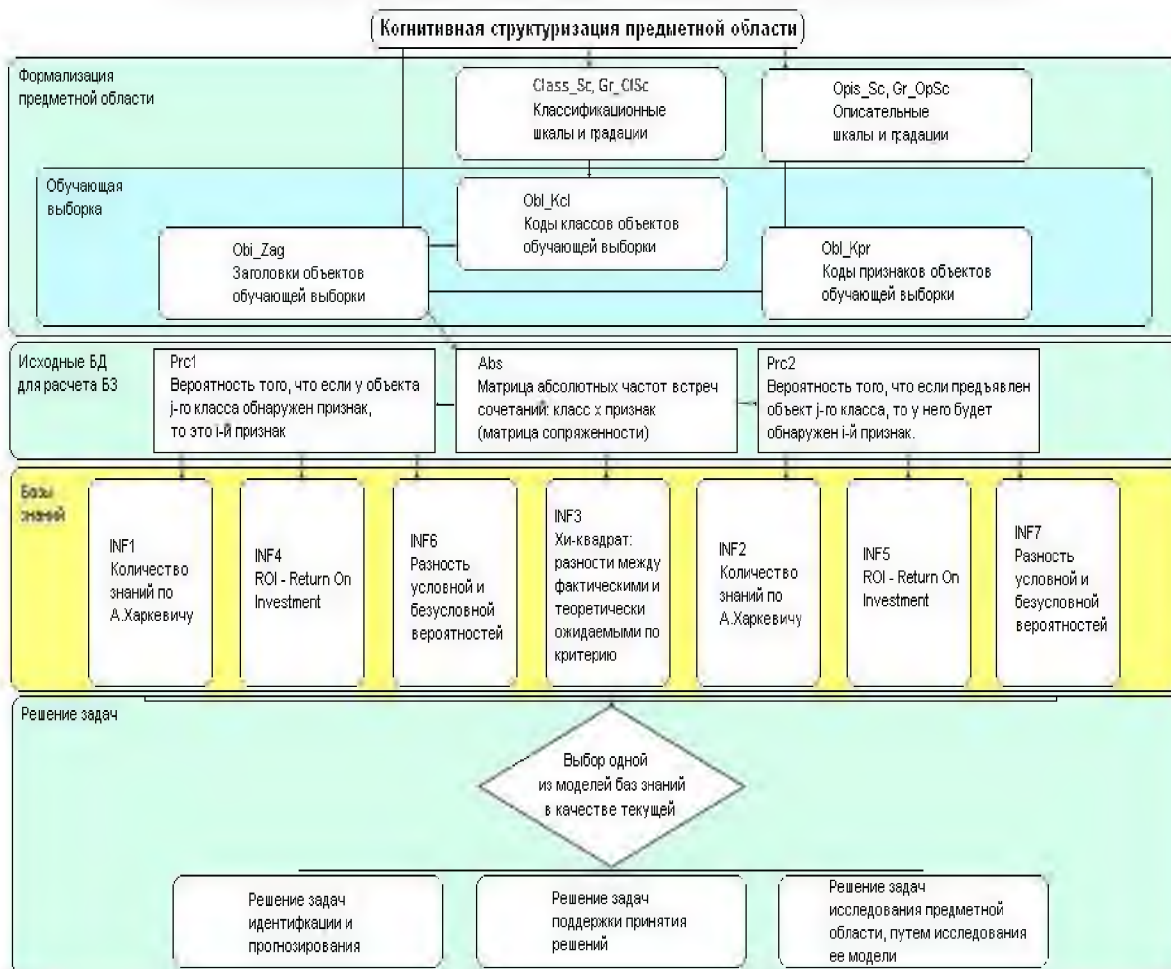 Когнитивная структуризация предметной области
Формализация
предметной области
Class_Sc, Gr_ClSc
Классификационные
шкалы и градации
Opis_Sc, Gr_OpSc
Описательные
шкалы и градации
Обучающая
выборка
Obi_Zag
Заголовки объектов
обучающей выборки
Obl_Kcl
Коды классов объектов
обучающей выборки
Obl_Kpr
Коды признаков объектов
обучающей выборки
Исходные БД
для расчета БЗ
Prc1
Вероятность того, что если у объекта
j-го класса обнаружен признак,
то это i-й признак
Abs
Матрица абсолютных частот встреч
сочетаний: класс x признак
(матрица сопряженности)
Prc2
Вероятность того, что если предъявлен
объект j-го класса, то у него будет
обнаружен i-й признак.
Базы
знаний
INF1
Количество
знаний по
А.Харкевичу
INF4
ROI - Return On
Investment
INF6
Разность
условной и
безусловной
вероятностей
INF3
Хи-квадрат:
разности между
фактическими и
теоретически
ожидаемыми по
критерию
INF2
Количество
знаний по
А.Харкевичу
INF5
ROI - Return On
Investment
INF7
Разность
условной и
безусловной
вероятностей
Решение задач
Выбор одной
из моделей баз знаний
в качестве текущей
Решение задач
идентифкации и
прогнозирования
Решение задач
поддержки принятия
решений
Решение задач
исследования предметной
области, путем исследования
ее модели